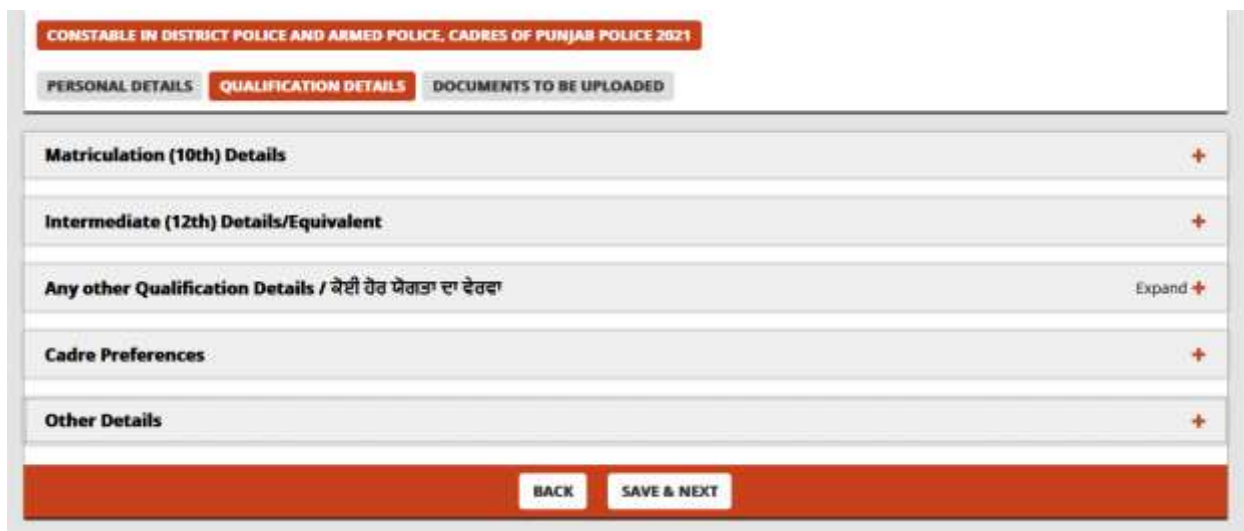 CONSTABLE IN DISTRICT POLICE AND ARMED POLICE, CADRES OF PUNJAB POLICE 2021
PERSONAL DETAILS QUALIFICATION DETAILS DOCUMENTS TO BE UPLOADED
Matriculation (10th) Details +
Intermediate (12th) Details/Equivalent +
Any other Qualification Details / ਕੋਈ ਹੋਰ ਯੋਗਤਾ ਦਾ ਵੇਰਵਾ Expand +
Cadre Preferences +
Other Details +
BACK SAVE & NEXT